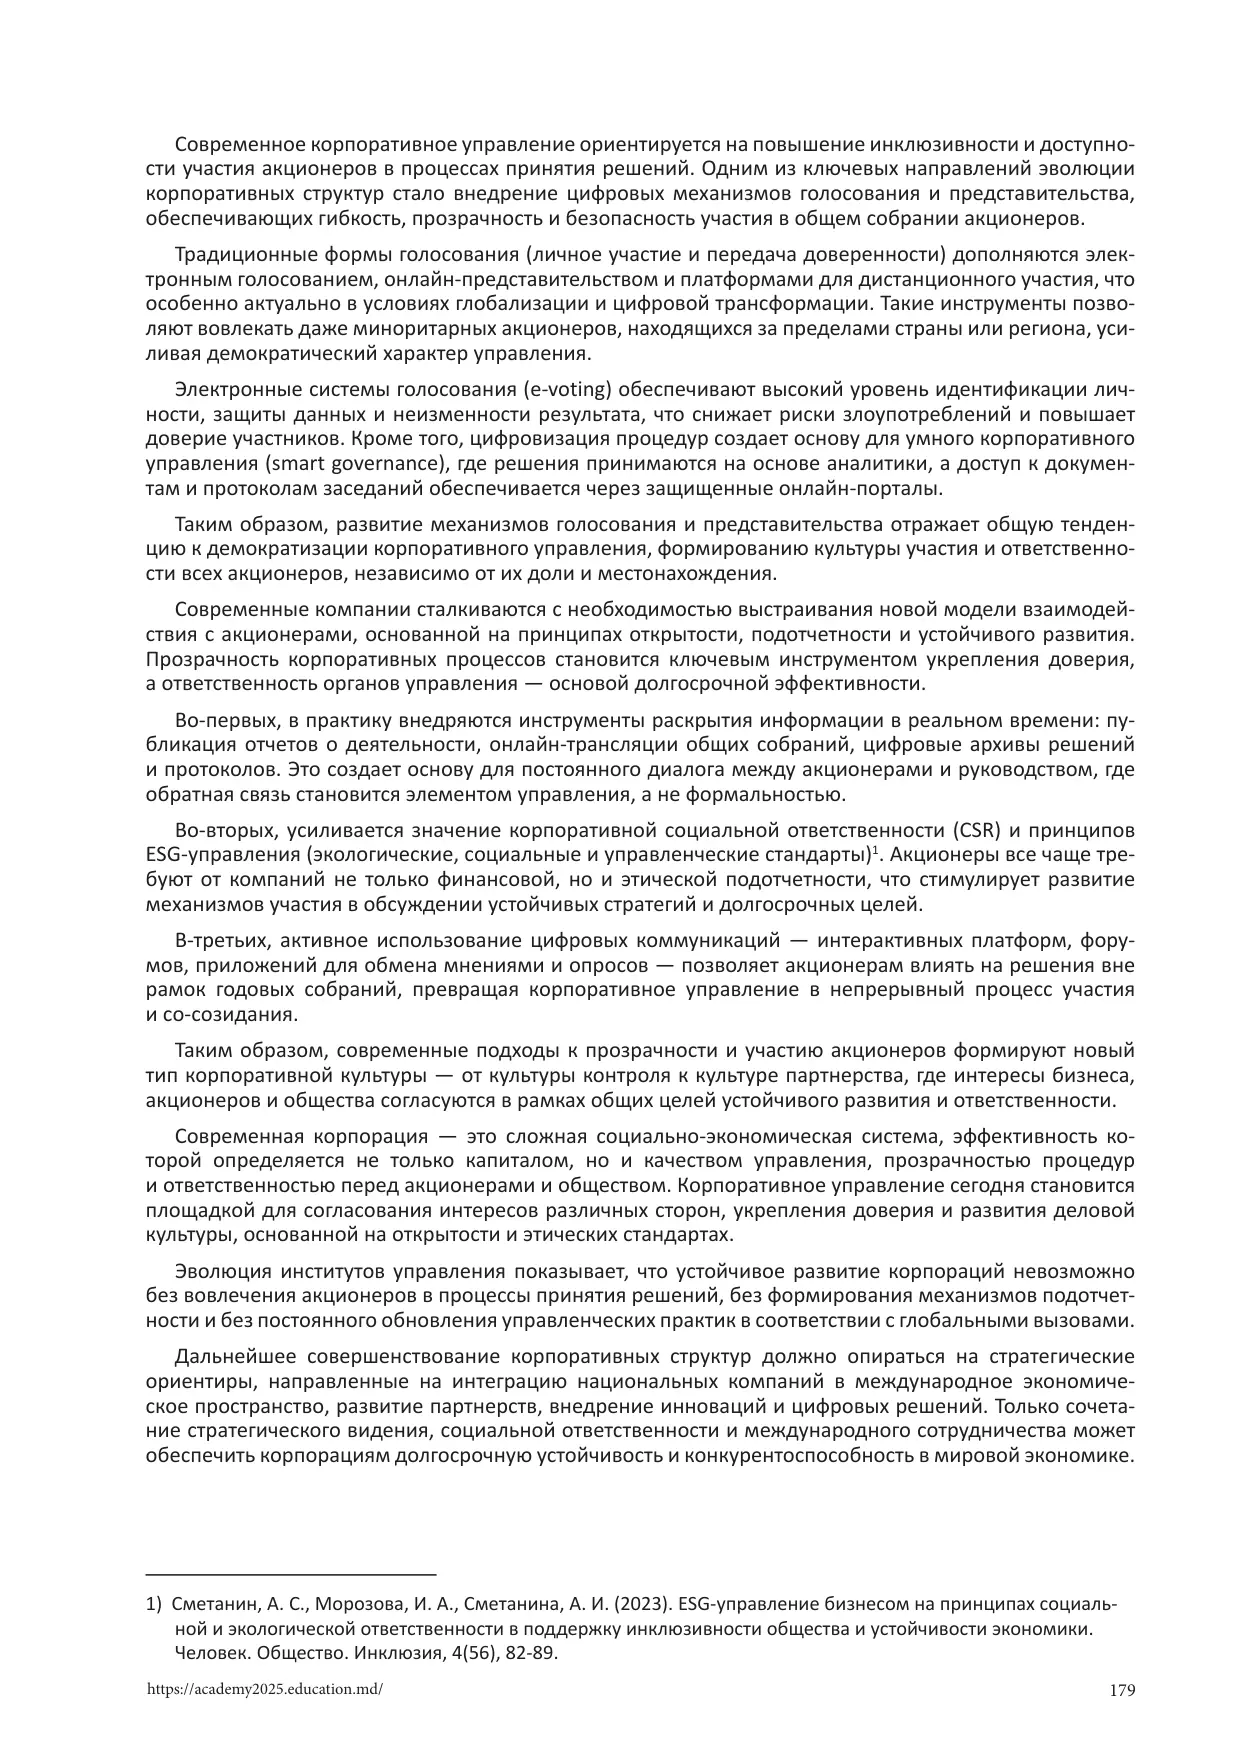 Современное корпоративное управление ориентируется на повышение инклюзивности и доступно-
сти участия акционеров в процессах принятия решений. Одним из ключевых направлений эволюции
корпоративных структур стало внедрение цифровых механизмов голосования и представительства,
обеспечивающих гибкость, прозрачность и безопасность участия в общем собрании акционеров.
Традиционные формы голосования (личное участие и передача доверенности) дополняются элек-
тронным голосованием, онлайн-представительством и платформами для дистанционного участия, что
особенно актуально в условиях глобализации и цифровой трансформации. Такие инструменты позво-
ляют вовлекать даже миноритарных акционеров, находящихся за пределами страны или региона, уси-
ливая демократический характер управления.
Электронные системы голосования (e-voting) обеспечивают высокий уровень идентификации лич-
ности, защиты данных и неизменности результата, что снижает риски злоупотреблений и повышает
доверие участников. Кроме того, цифровизация процедур создает основу для умного корпоративного
управления (smart governance), где решения принимаются на основе аналитики, а доступ к докумен-
там и протоколам заседаний обеспечивается через защищенные онлайн-порталы.
Таким образом, развитие механизмов голосования и представительства отражает общую тенден-
цию к демократизации корпоративного управления, формированию культуры участия и ответственно-
сти всех акционеров, независимо от их доли и местонахождения.
Современные компании сталкиваются с необходимостью выстраивания новой модели взаимодей-
ствия с акционерами, основанной на принципах открытости, подотчетности и устойчивого развития.
Прозрачность корпоративных процессов становится ключевым инструментом укрепления доверия,
а ответственность органов управления — основой долгосрочной эффективности.
Во-первых, в практику внедряются инструменты раскрытия информации в реальном времени: пу-
бликация отчетов о деятельности, онлайн-трансляции общих собраний, цифровые архивы решений
и протоколов. Это создает основу для постоянного диалога между акционерами и руководством, где
обратная связь становится элементом управления, а не формальностью.
Во-вторых, усиливается значение корпоративной социальной ответственности (CSR) и принципов
ESG-управления (экологические, социальные и управленческие стандарты)¹. Акционеры все чаще тре-
буют от компаний не только финансовой, но и этической подотчетности, что стимулирует развитие
механизмов участия в обсуждении устойчивых стратегий и долгосрочных целей.
В-третьих, активное использование цифровых коммуникаций — интерактивных платформ, фору-
мов, приложений для обмена мнениями и опросов — позволяет акционерам влиять на решения вне
рамок годовых собраний, превращая корпоративное управление в непрерывный процесс участия
и со-созидания.
Таким образом, современные подходы к прозрачности и участию акционеров формируют новый
тип корпоративной культуры — от культуры контроля к культуре партнерства, где интересы бизнеса,
акционеров и общества согласуются в рамках общих целей устойчивого развития и ответственности.
Современная корпорация — это сложная социально-экономическая система, эффективность ко-
торой определяется не только капиталом, но и качеством управления, прозрачностью процедур
и ответственностью перед акционерами и обществом. Корпоративное управление сегодня становится
площадкой для согласования интересов различных сторон, укрепления доверия и развития деловой
культуры, основанной на открытости и этических стандартах.
Эволюция институтов управления показывает, что устойчивое развитие корпораций невозможно
без вовлечения акционеров в процессы принятия решений, без формирования механизмов подотчет-
ности и без постоянного обновления управленческих практик в соответствии с глобальными вызовами.
Дальнейшее совершенствование корпоративных структур должно опираться на стратегические
ориентиры, направленные на интеграцию национальных компаний в международное экономиче-
ское пространство, развитие партнерств, внедрение инноваций и цифровых решений. Только сочета-
ние стратегического видения, социальной ответственности и международного сотрудничества может
обеспечить корпорациям долгосрочную устойчивость и конкурентоспособность в мировой экономике.
1) Сметанин, А. С., Морозова, И. А., Сметанина, А. И. (2023). ESG-управление бизнесом на принципах социаль-
ной и экологической ответственности в поддержку инклюзивности общества и устойчивости экономики.
Человек. Общество. Инклюзия, 4(56), 82-89.
https://academy2025.education.md/
179